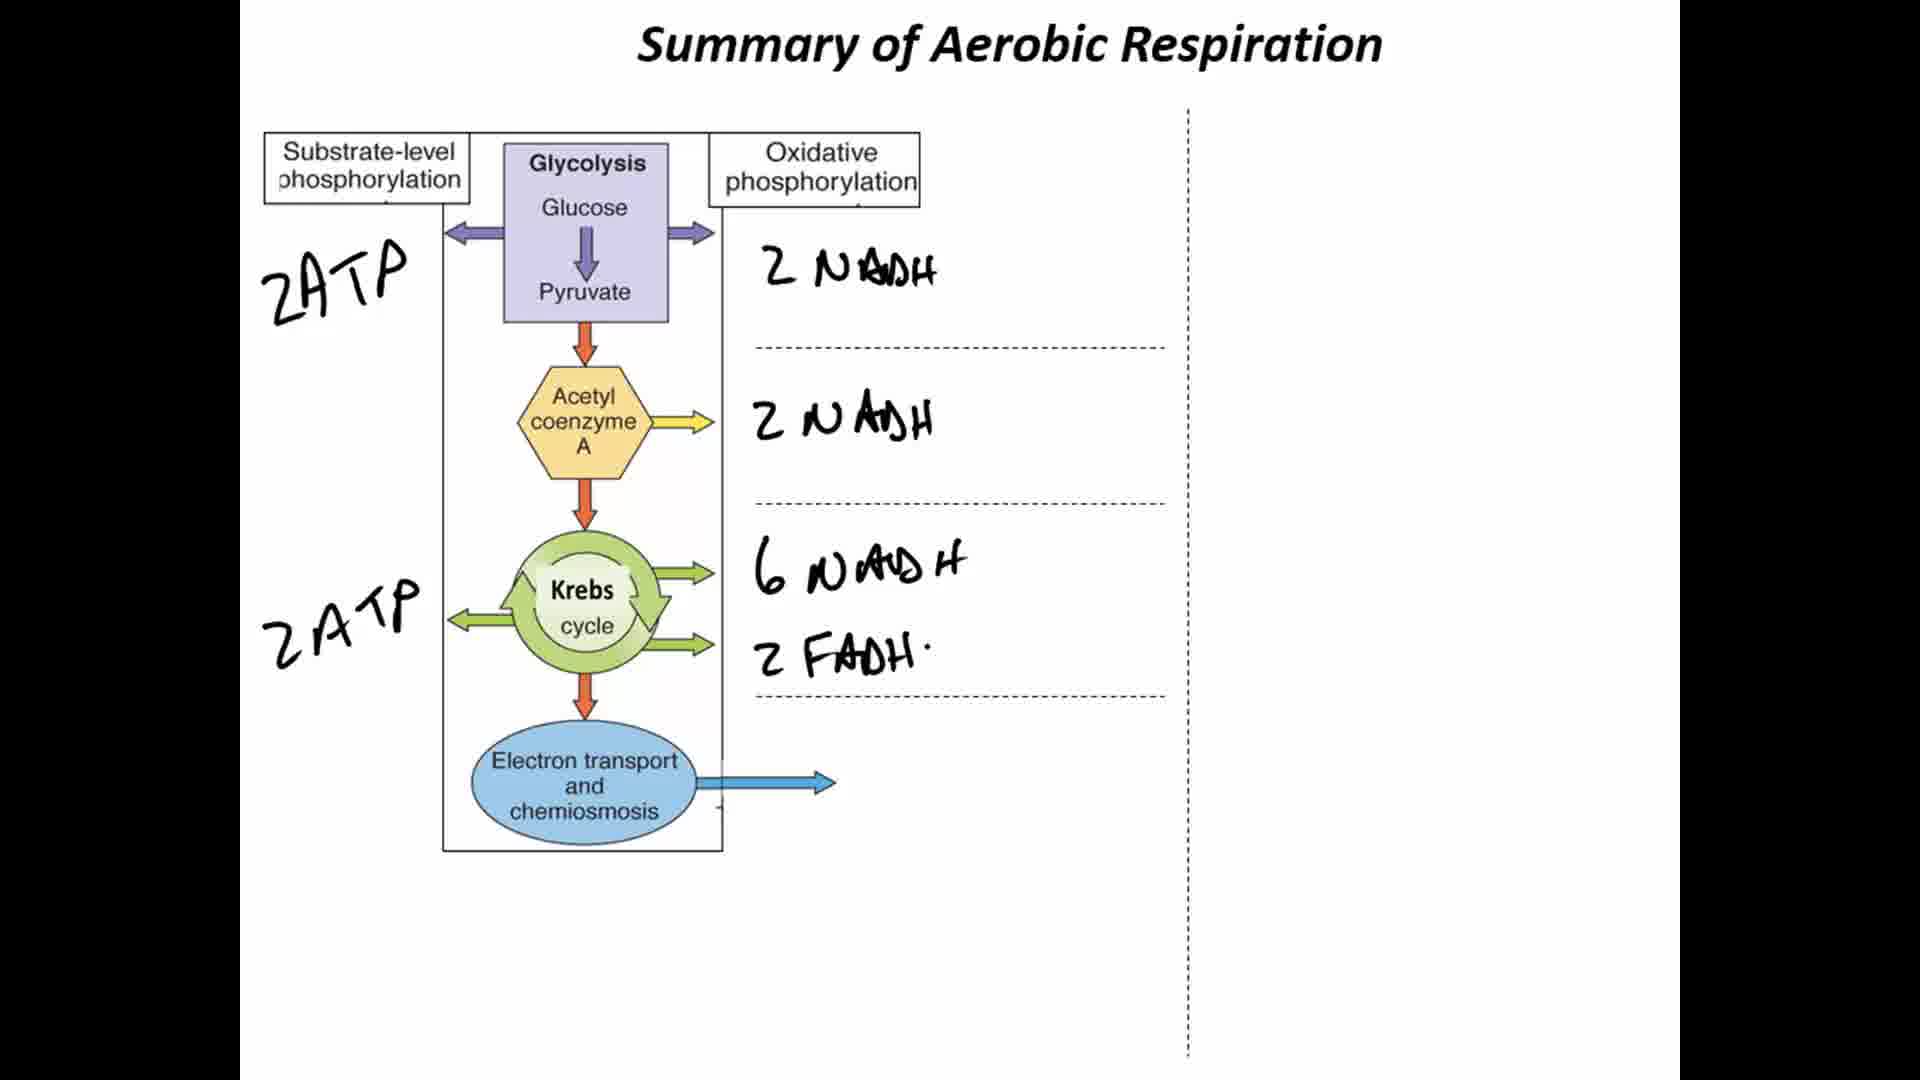 Summary of Aerobic Respiration
Substrate-level
phosphorylation
Glycolysis
Glucose
Pyruvate
Oxidative
phosphorylation
2ATP
2 NADH
Acetyl
coenzyme
A
2 NADH
Krebs
cycle
2ATP
6 NADH
2 FADH
Electron transport
and
chemiosmosis